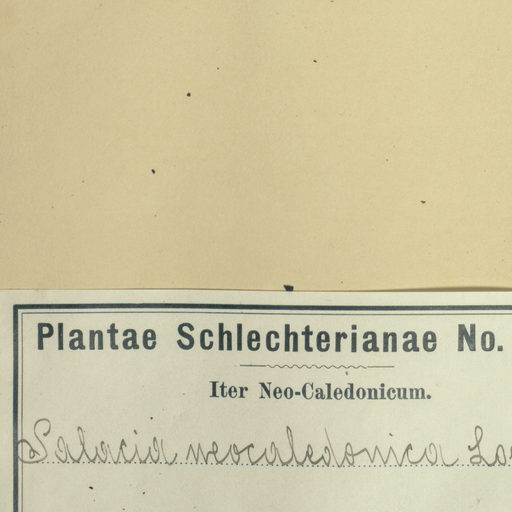 Plantae Schlechterianae No.
Iter Neo-Caledonicum.
Salacia neocaledonica